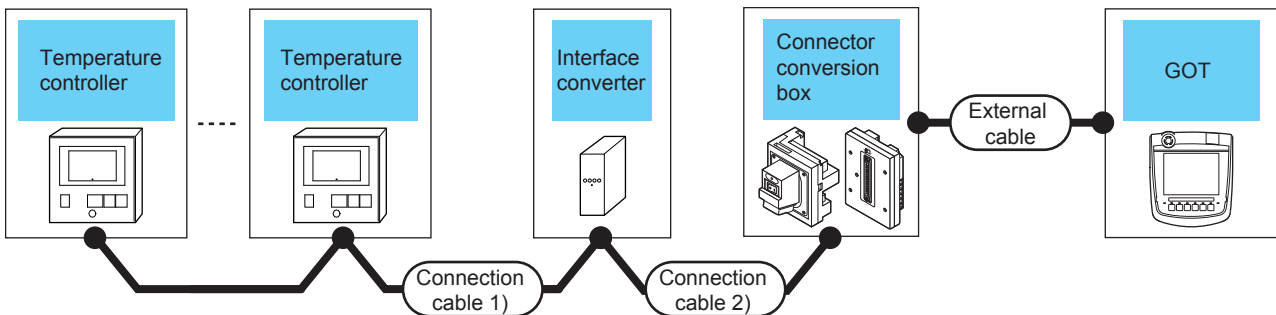 Temperature
controller
Temperature
controller
Interface
converter
Connector
conversion
box
External
cable
GOT
Connection
cable 1)
Connection
cable 2)